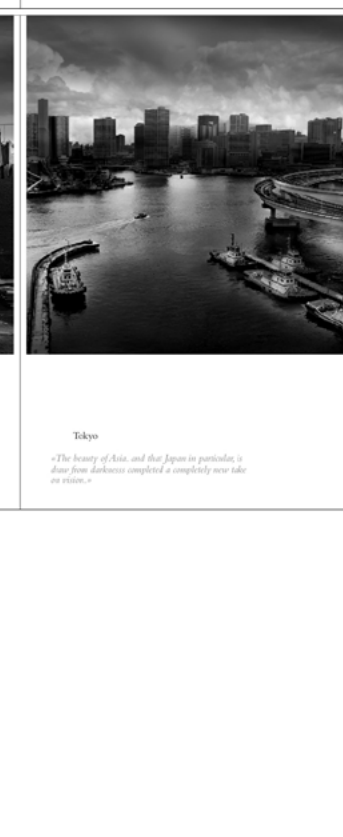 Tokyo
«The beauty of Asia. and that Japan in particular, is
draw from darknesss completed a completely new take
on vision.»